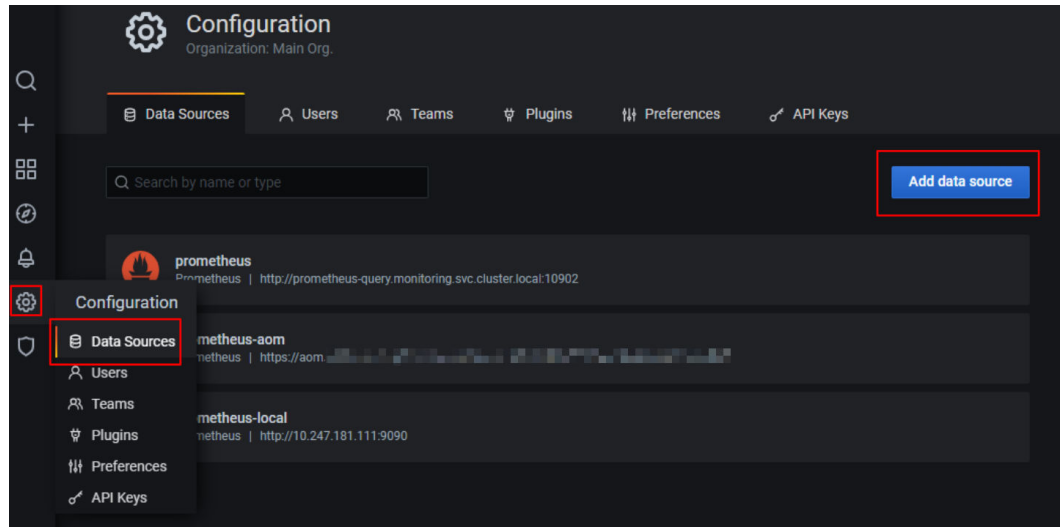 Configuration
Organization: Main Org.
Data Sources Users Teams Plugins Preferences API Keys
Search by name or type
Add data source
prometheus
Prometheus | http://prometheus-query.monitoring.svc.cluster.local:10902
Configuration
Data Sources
Users
Teams
Plugins
Preferences
API Keys
metheus-aom
metheus | https://aom.
metheus-local
metheus | http://10.247.181.111:9090